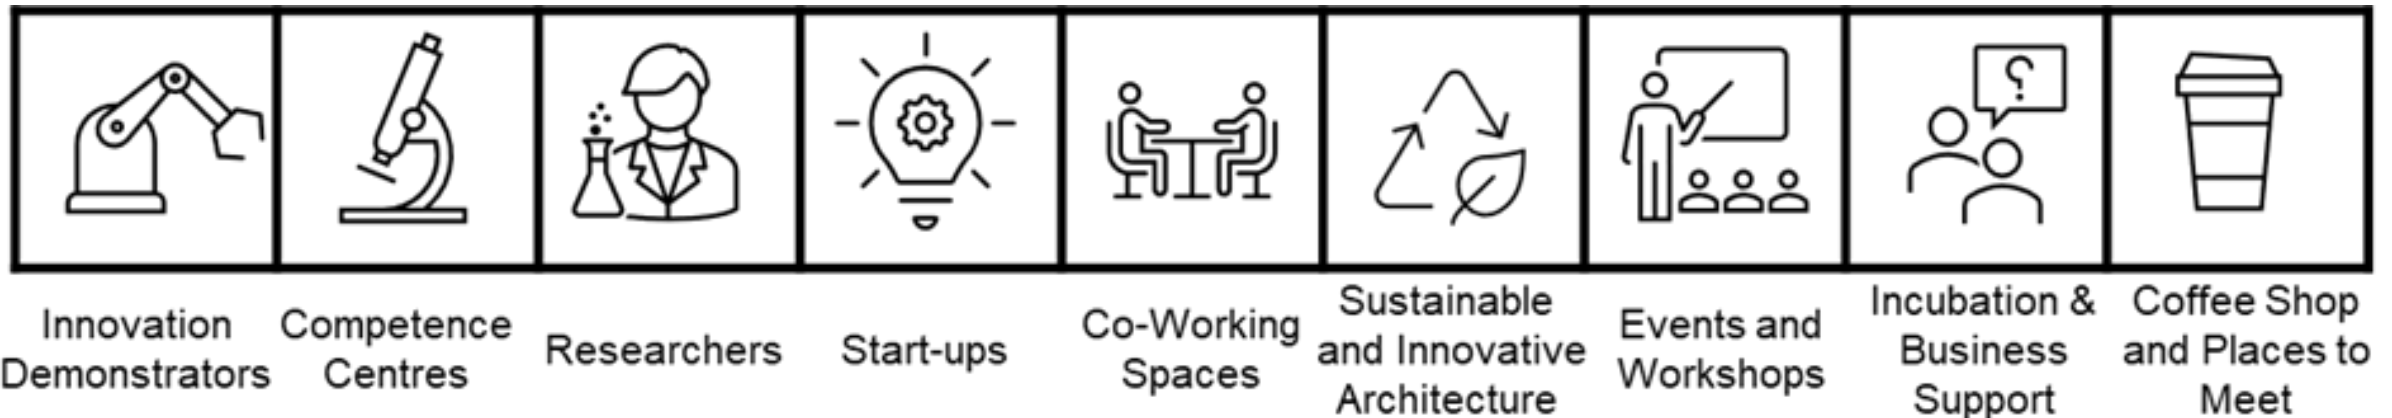 Innovation
Demonstrators
Competence
Centres
Researchers
Start-ups
Co-Working
Spaces
Sustainable
and Innovative
Architecture
Events and
Workshops
Incubation &
Business
Support
Coffee Shop
and Places to
Meet
?